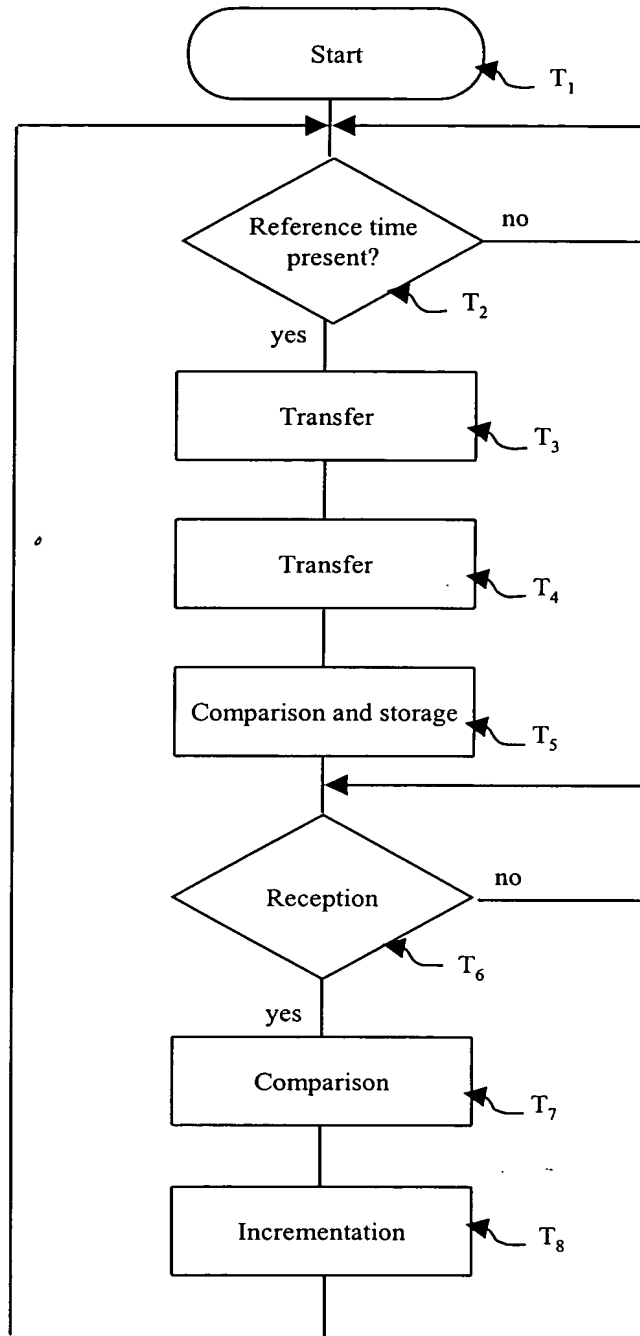 Start
T₁
Reference time
present?
no
T₂
yes
Transfer
T₃
Transfer
T₄
Comparison and storage
T₅
Reception
no
T₆
yes
Comparison
T₇
Incrementation
T₈